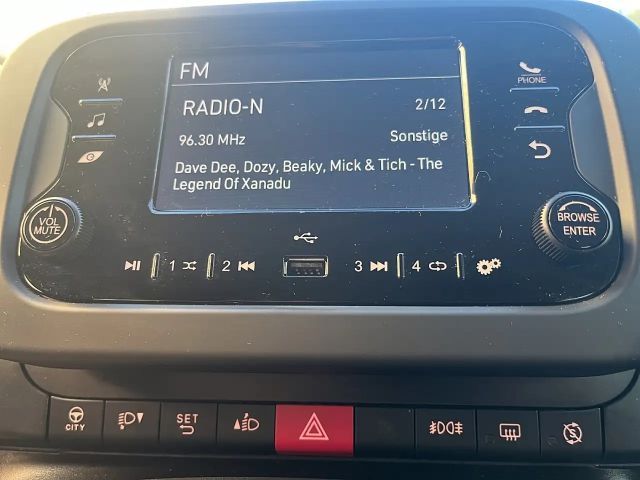 FM
PHONE
RADIO-N 2/12
96.30 MHz Sonstige
Dave Dee, Dozy, Beaky, Mick & Tich - The
Legend Of Xanadu
VOL
MUTE
BROWSE
ENTER
1 2 3 4
CITY
SET